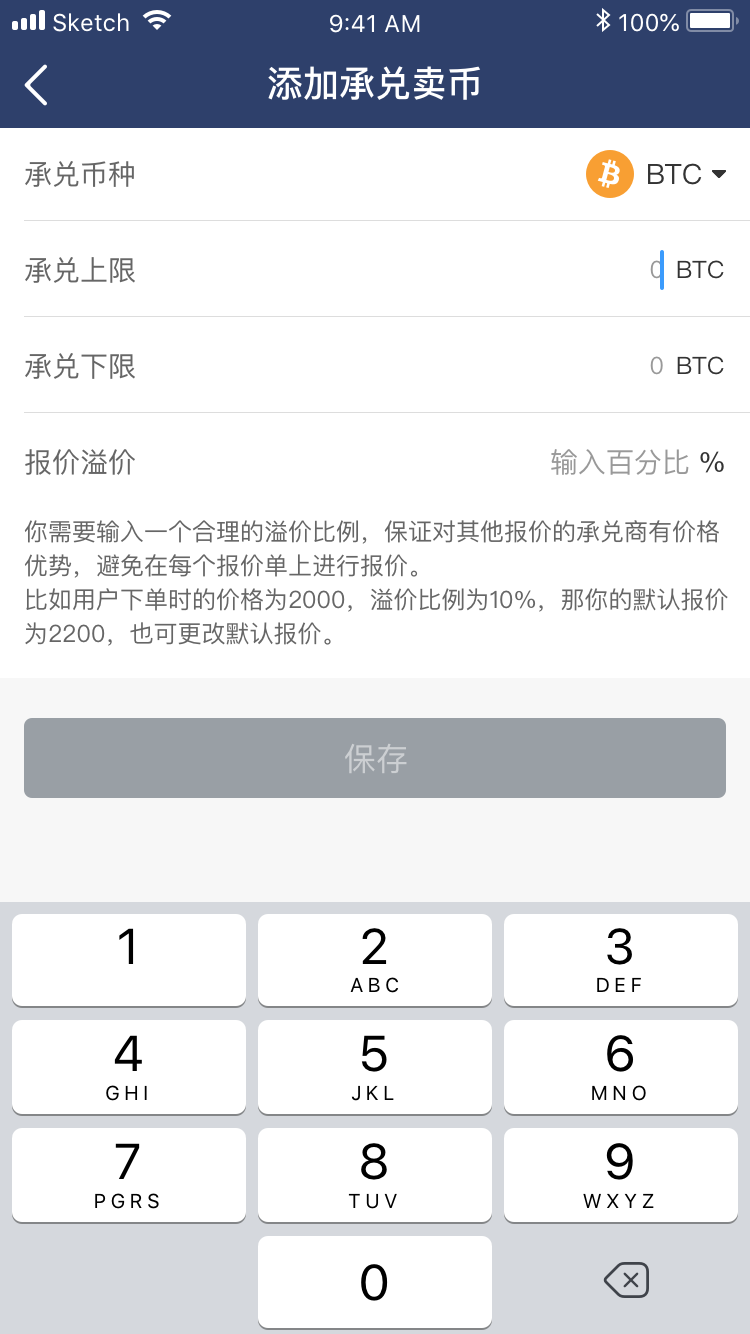 Sketch 9:41 AM 100%
添加承兑卖币
承兑币种 BTC
承兑上限 0 BTC
承兑下限 0 BTC
报价溢价 输入百分比 %
你需要输入一个合理的溢价比例，保证对其他报价的承兑商有价格
优势，避免在每个报价单上进行报价。
比如用户下单时的价格为2000，溢价比例为10%，那你的默认报价
为2200，也可更改默认报价。
保存
1 2 3
ABC DEF
4 5 6
GHI JKL MNO
7 8 9
PGRS TUV WXYZ
0